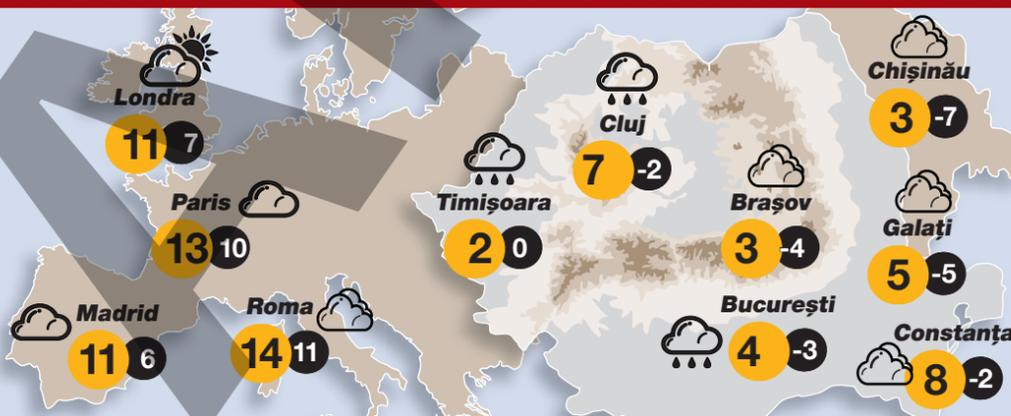 Londra
11 7
Paris
13 10
Madrid
11 6
Roma
14 11
Timișoara
2 0
Cluj
7 -2
Brașov
3 -4
București
4 -3
Chișinău
3 -7
Galați
5 -5
Constanța
8 -2